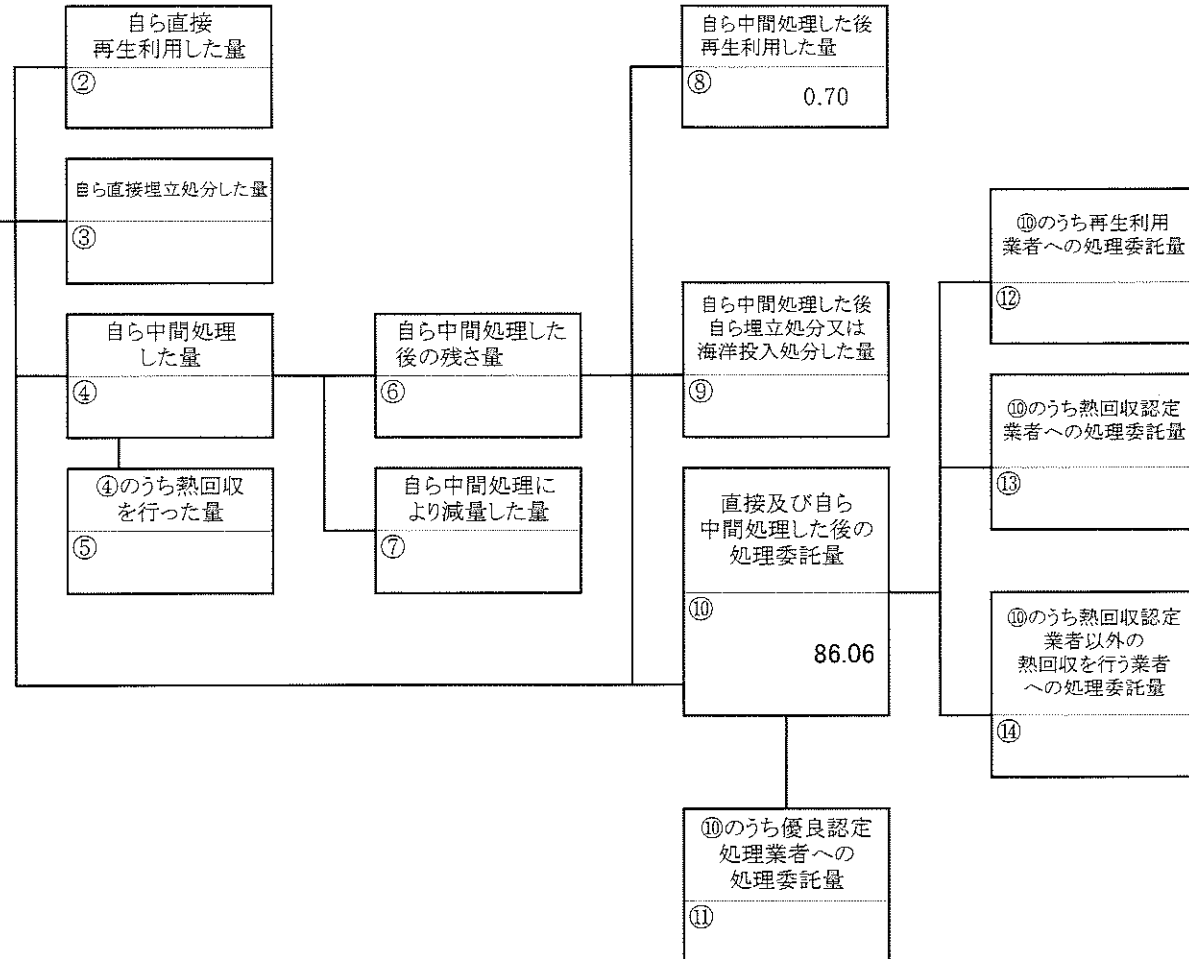 自ら直接
再生利用した量
②
自ら直接埋立処分した量
③
自ら中間処理
した量
④
④のうち熱回収
を行った量
⑤
自ら中間処理した
後の残さ量
⑥
自ら中間処理に
より減量した量
⑦
自ら中間処理した後
再生利用した量
⑧
0.70
自ら中間処理した後
自ら埋立処分又は
海洋投入処分した量
⑨
直接及び自ら
中間処理した後の
処理委託量
⑩
86.06
⑩のうち優良認定
処理業者への
処理委託量
⑪
⑩のうち再生利用
業者への処理委託量
⑫
⑩のうち熱回収認定
業者への処理委託量
⑬
⑩のうち熱回収認定
業者以外の
熱回収を行う業者
への処理委託量
⑭